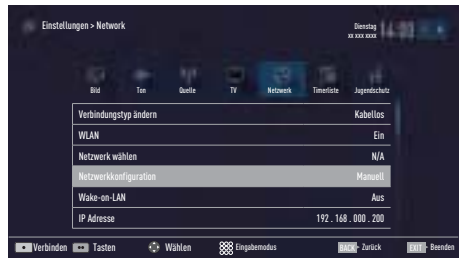 Einstellungen > Network
Dienstag
xx xxx xxxx
Bild Ton Quelle TV Netzwerk Timerliste Jugendschutz
Verbindungstyp ändern Kabellos
WLAN Ein
Netzwerk wählen N/A
Netzwerkkonfiguration Manuell
Wake-on-LAN Aus
IP Adresse 192 . 168 . 000 . 200
Verbinden Tasten Wählen Eingabemodus BACK - Zurück EXIT - Beenden